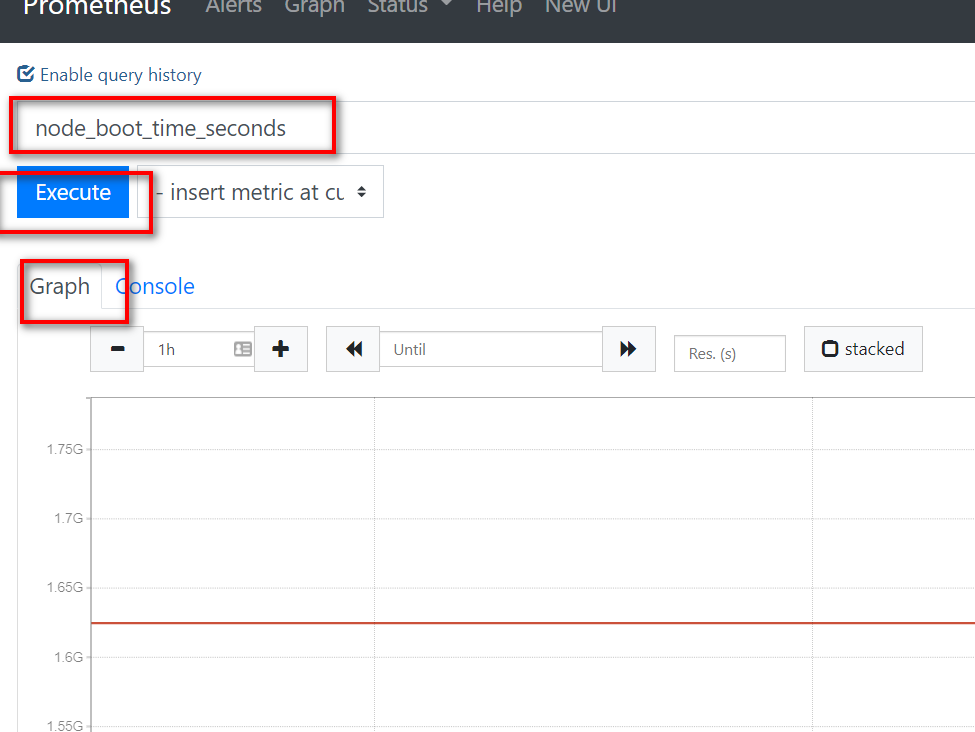 Prometheus Alerts Graph Status Help New UI
Enable query history
node_boot_time_seconds
Execute - insert metric at cu
Graph Console
1h Until Res. (s) stacked
1.75G
1.7G
1.65G
1.6G
1.55G